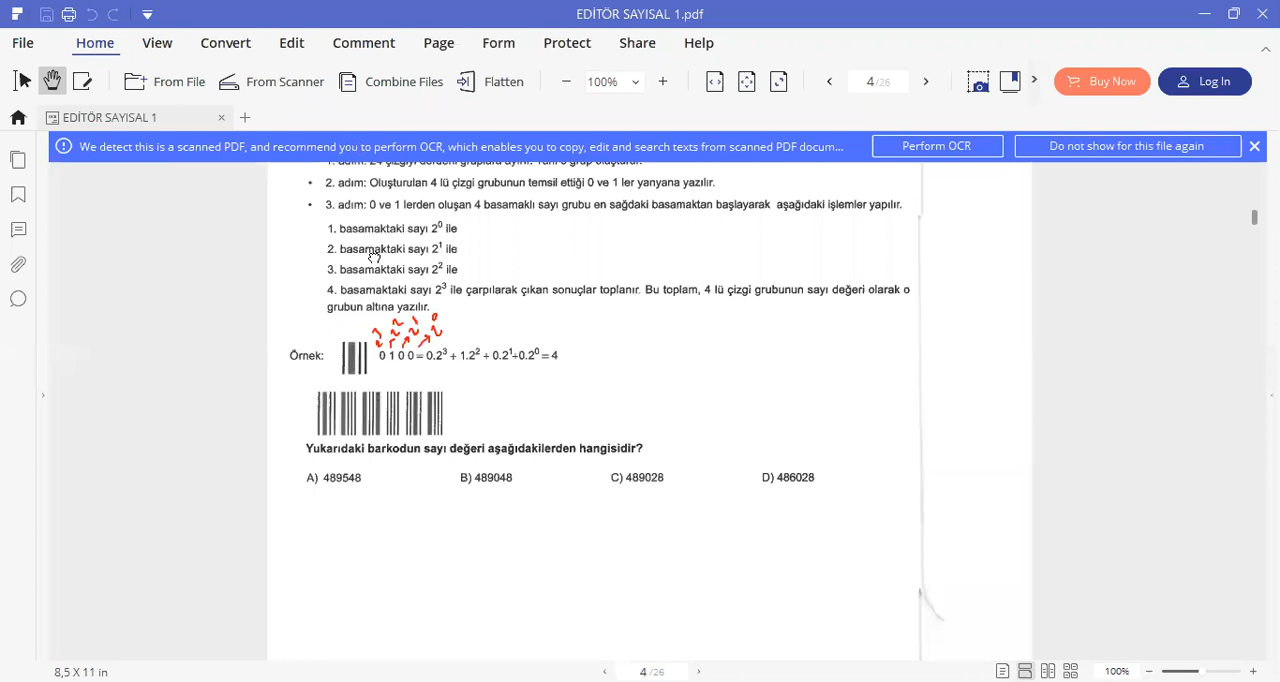 EDİTÖR SAYISAL 1.pdf
File Home View Convert Edit Comment Page Form Protect Share Help
From File From Scanner Combine Files Flatten 100% 4/26 Buy Now Log In
EDİTÖR SAYISAL 1
We detect this is a scanned PDF, and recommend you to perform OCR, which enables you to copy, edit and search texts from scanned PDF docum... Perform OCR Do not show for this file again
• 2. adım: Oluşturulan 4 lü çizgi grubunun temsil ettiği 0 ve 1 ler yanyana yazılır.
• 3. adım: 0 ve 1 lerden oluşan 4 basamaklı sayı grubu en sağdaki basamaktan başlayarak aşağıdaki işlemler yapılır.
1. basamaktaki sayı 2⁰ ile
2. basamaktaki sayı 2¹ ile
3. basamaktaki sayı 2² ile
4. basamaktaki sayı 2³ ile çarpılarak çıkan sonuçlar toplanır. Bu toplam, 4 lü çizgi grubunun sayı değeri olarak o
grubun altına yazılır.
2³ 2² 2¹ 2⁰
Örnek: 0 1 0 0 = 0.2³ + 1.2² + 0.2¹+0.2⁰ = 4
Yukarıdaki barkodun sayı değeri aşağıdakilerden hangisidir?
A) 489548 B) 489048 C) 489028 D) 486028
8,5 X 11 in 4/26 100%